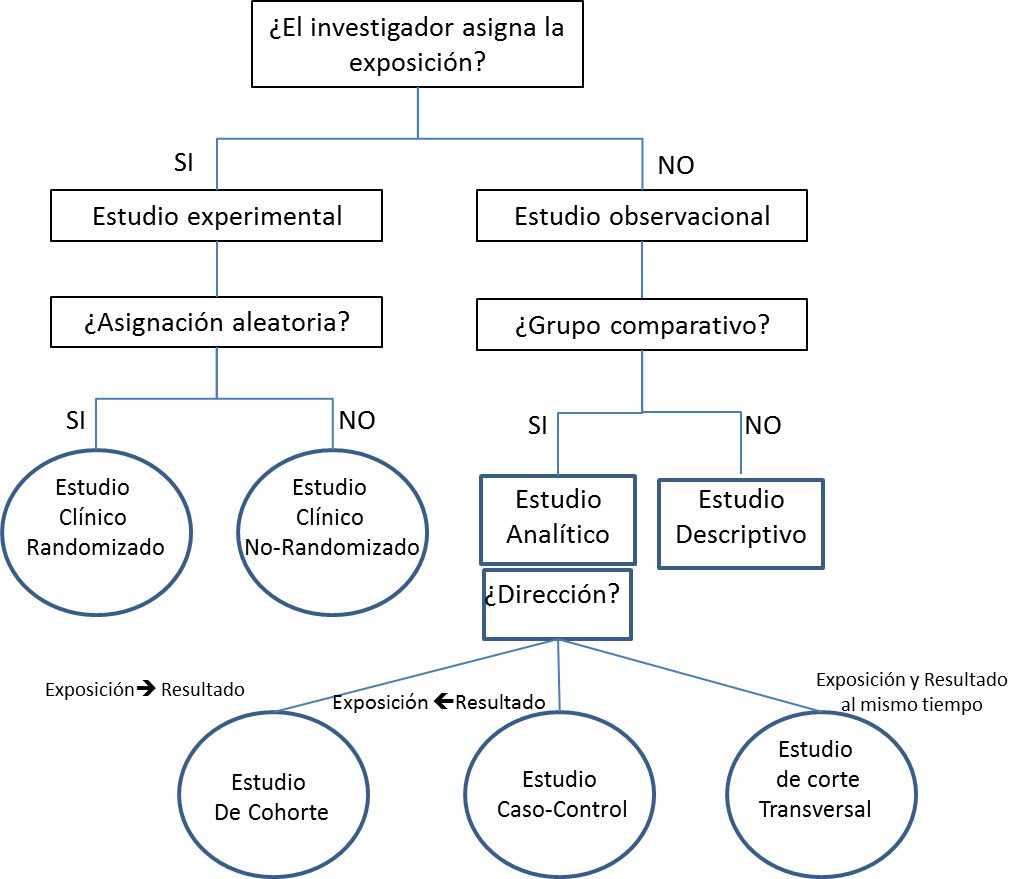 ¿El investigador asigna la
exposición?
SI
NO
Estudio experimental
Estudio observacional
¿Asignación aleatoria?
¿Grupo comparativo?
SI
NO
SI
NO
Estudio
Clínico
Randomizado
Estudio
Clínico
No-Randomizado
Estudio
Analítico
Estudio
Descriptivo
¿Dirección?
Exposición🡺 Resultado
Exposición 🡸Resultado
Exposición y Resultado
al mismo tiempo
Estudio
De Cohorte
Estudio
Caso-Control
Estudio
de corte
Transversal